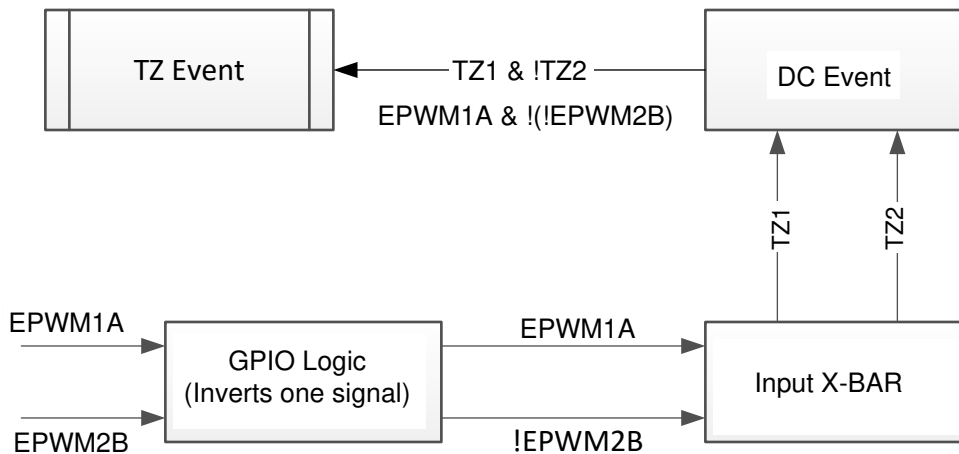 TZ Event
TZ1 & !TZ2
EPWM1A & !(!EPWM2B)
DC Event
TZ1
TZ2
EPWM1A
EPWM2B
GPIO Logic
(Inverts one signal)
EPWM1A
!EPWM2B
Input X-BAR